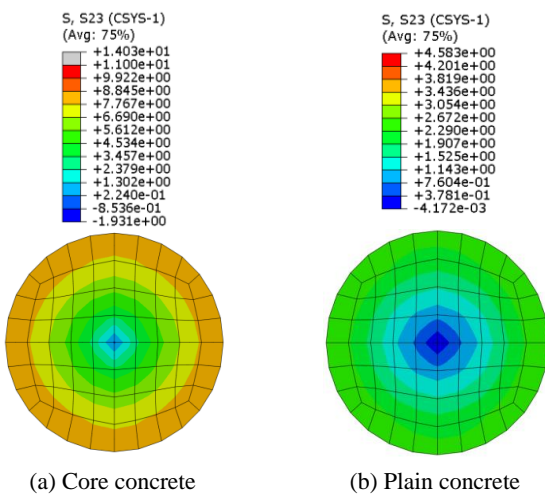 S, S23 (CSYS-1)
(Avg: 75%)
+1.403e+01
+1.100e+01
+9.922e+00
+8.845e+00
+7.767e+00
+6.690e+00
+5.612e+00
+4.534e+00
+3.457e+00
+2.379e+00
+1.302e+00
+2.240e-01
-8.536e-01
-1.931e+00
S, S23 (CSYS-1)
(Avg: 75%)
+4.583e+00
+4.201e+00
+3.819e+00
+3.436e+00
+3.054e+00
+2.672e+00
+2.290e+00
+1.907e+00
+1.525e+00
+1.143e+00
+7.604e-01
+3.781e-01
-4.172e-03
(a) Core concrete
(b) Plain concrete